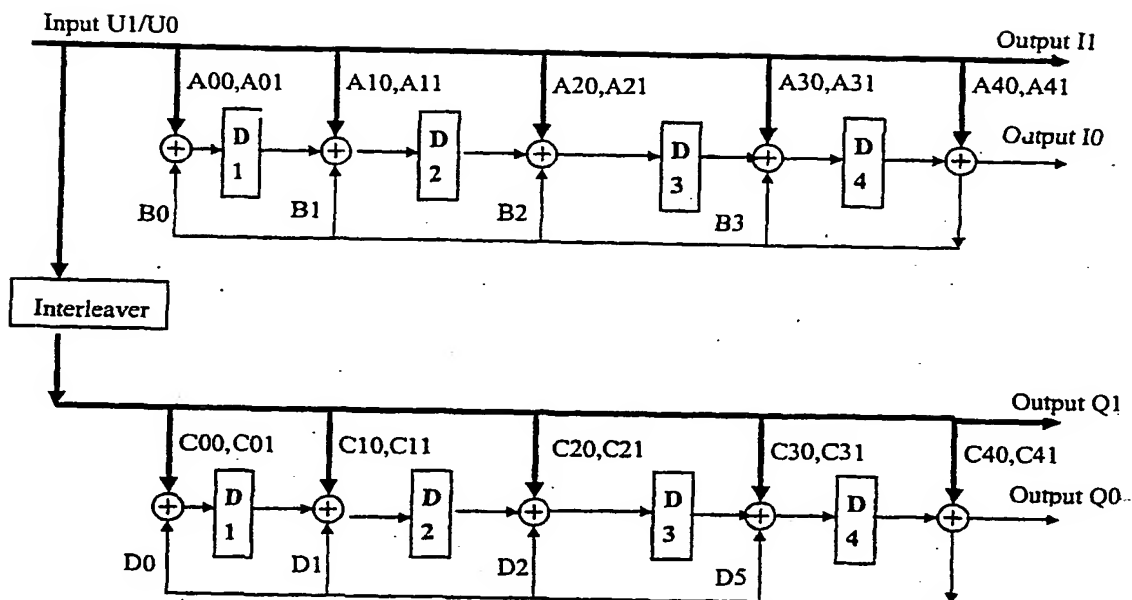 Input U1/U0
Output I1
A00,A01
A10,A11
A20,A21
A30,A31
A40,A41
Output I0
D
1
D
2
D
3
D
4
B0
B1
B2
B3
Interleaver
Output Q1
C00,C01
C10,C11
C20,C21
C30,C31
C40,C41
Output Q0
D
1
D
2
D
3
D
4
D0
D1
D2
D5